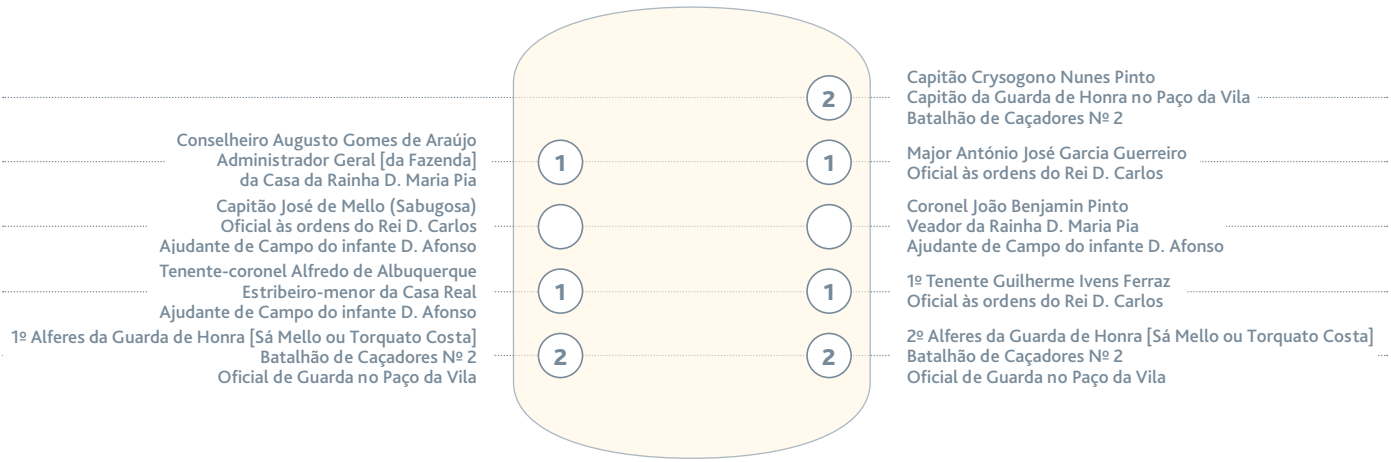 2
Capitão Crysogono Nunes Pinto
Capitão da Guarda de Honra no Paço da Vila
Batalhão de Caçadores Nº 2
Conselheiro Augusto Gomes de Araújo
Administrador Geral [da Fazenda]
da Casa da Rainha D. Maria Pia
1
1
Major António José Garcia Guerreiro
Oficial às ordens do Rei D. Carlos
Capitão José de Mello (Sabugosa)
Oficial às ordens do Rei D. Carlos
Ajudante de Campo do infante D. Afonso
Coronel João Benjamin Pinto
Veador da Rainha D. Maria Pia
Ajudante de Campo do infante D. Afonso
Tenente-coronel Alfredo de Albuquerque
Estribeiro-menor da Casa Real
Ajudante de Campo do infante D. Afonso
1
1
1º Tenente Guilherme Ivens Ferraz
Oficial às ordens do Rei D. Carlos
1º Alferes da Guarda de Honra [Sá Mello ou Torquato Costa]
Batalhão de Caçadores Nº 2
Oficial de Guarda no Paço da Vila
2
2
2º Alferes da Guarda de Honra [Sá Mello ou Torquato Costa]
Batalhão de Caçadores Nº 2
Oficial de Guarda no Paço da Vila